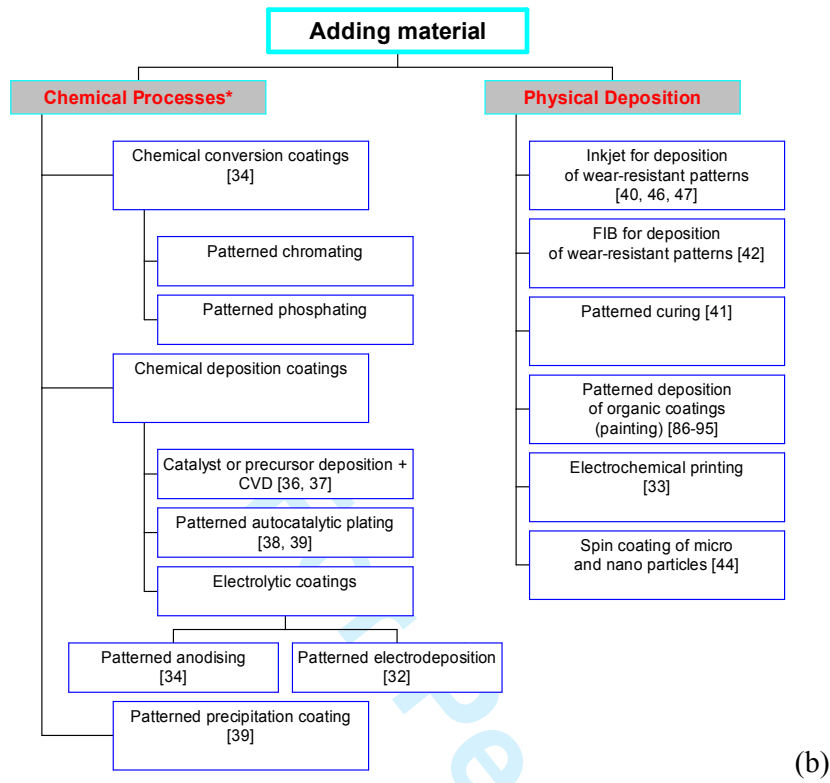 Adding material
Chemical Processes*
Chemical conversion coatings
[34]
Patterned chromating
Patterned phosphating
Chemical deposition coatings
Catalyst or precursor deposition +
CVD [36, 37]
Patterned autocatalytic plating
[38, 39]
Electrolytic coatings
Patterned anodising
[34]
Patterned electrodeposition
[32]
Patterned precipitation coating
[39]
Physical Deposition
Inkjet for deposition
of wear-resistant patterns
[40, 46, 47]
FIB for deposition
of wear-resistant patterns [42]
Patterned curing [41]
Patterned deposition
of organic coatings
(painting) [86-95]
Electrochemical printing
[33]
Spin coating of micro
and nano particles [44]
(b)